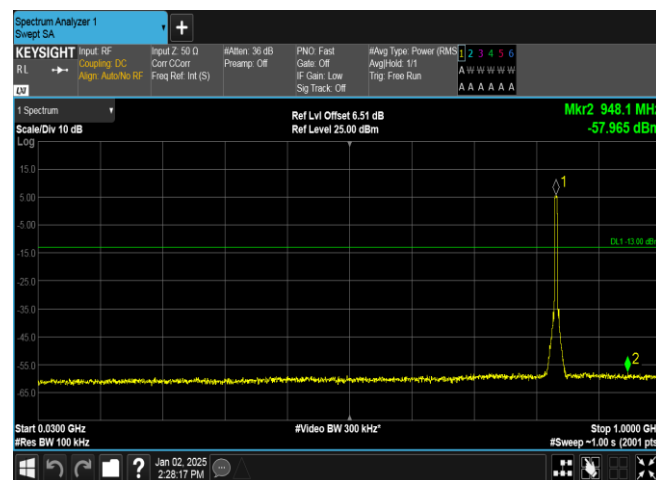 Spectrum Analyzer 1
Swept SA
+
KEYSIGHT Input: RF Input Z: 50 Ω #Atten: 36 dB PNO: Fast #Avg Type: Power (RMS 1 2 3 4 5 6
RL Coupling: DC Corr CCorr Preamp: Off Gate: Off Avg|Hold: 1/1
Align: Auto/No RF Freq Ref: Int (S) IF Gain: Low Trig: Free Run A W W W W W
LXI Sig Track: Off A A A A A A
1 Spectrum Ref Lvl Offset 6.51 dB Mkr2 948.1 MHz
Scale/Div 10 dB Ref Level 25.00 dBm -57.965 dBm
Log
15.0
1
5.00
-5.00
DL1 -13.00 dBm
-15.0
-25.0
-35.0
-45.0
-55.0
2
-65.0
Start 0.0300 GHz #Video BW 300 kHz* Stop 1.0000 GH
#Res BW 100 kHz #Sweep ~1.00 s (2001 pts
? Jan 02, 2025
2:28:17 PM